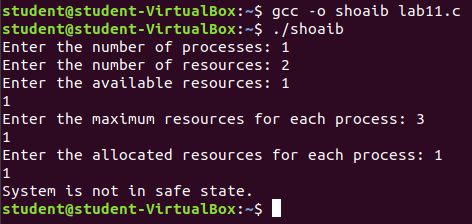 student@student-VirtualBox:~$ gcc -o shoaib lab11.c
student@student-VirtualBox:~$ ./shoaib
Enter the number of processes: 1
Enter the number of resources: 2
Enter the available resources: 1
1
Enter the maximum resources for each process: 3
1
Enter the allocated resources for each process: 1
1
System is not in safe state.
student@student-VirtualBox:~$